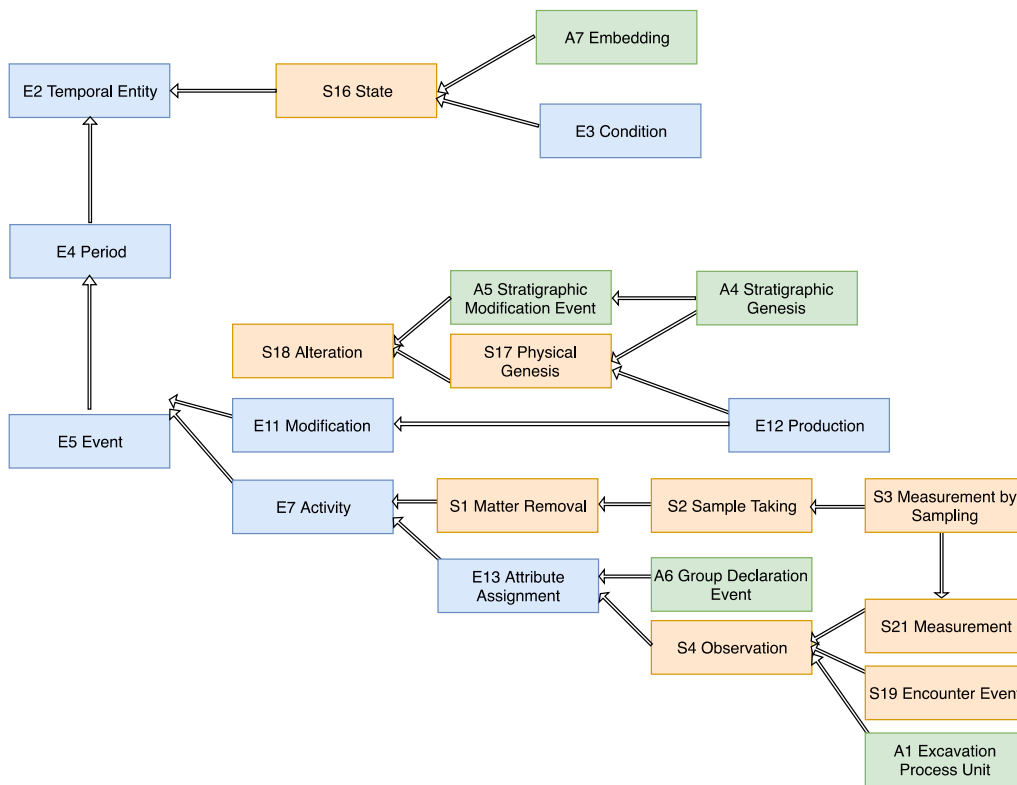 A7 Embedding
E2 Temporal Entity
S16 State
E3 Condition
E4 Period
A5 Stratigraphic
Modification Event
A4 Stratigraphic
Genesis
S18 Alteration
S17 Physical
Genesis
E11 Modification
E12 Production
E5 Event
E7 Activity
S1 Matter Removal
S2 Sample Taking
S3 Measurement by
Sampling
E13 Attribute
Assignment
A6 Group Declaration
Event
S21 Measurement
S4 Observation
S19 Encounter Event
A1 Excavation
Process Unit